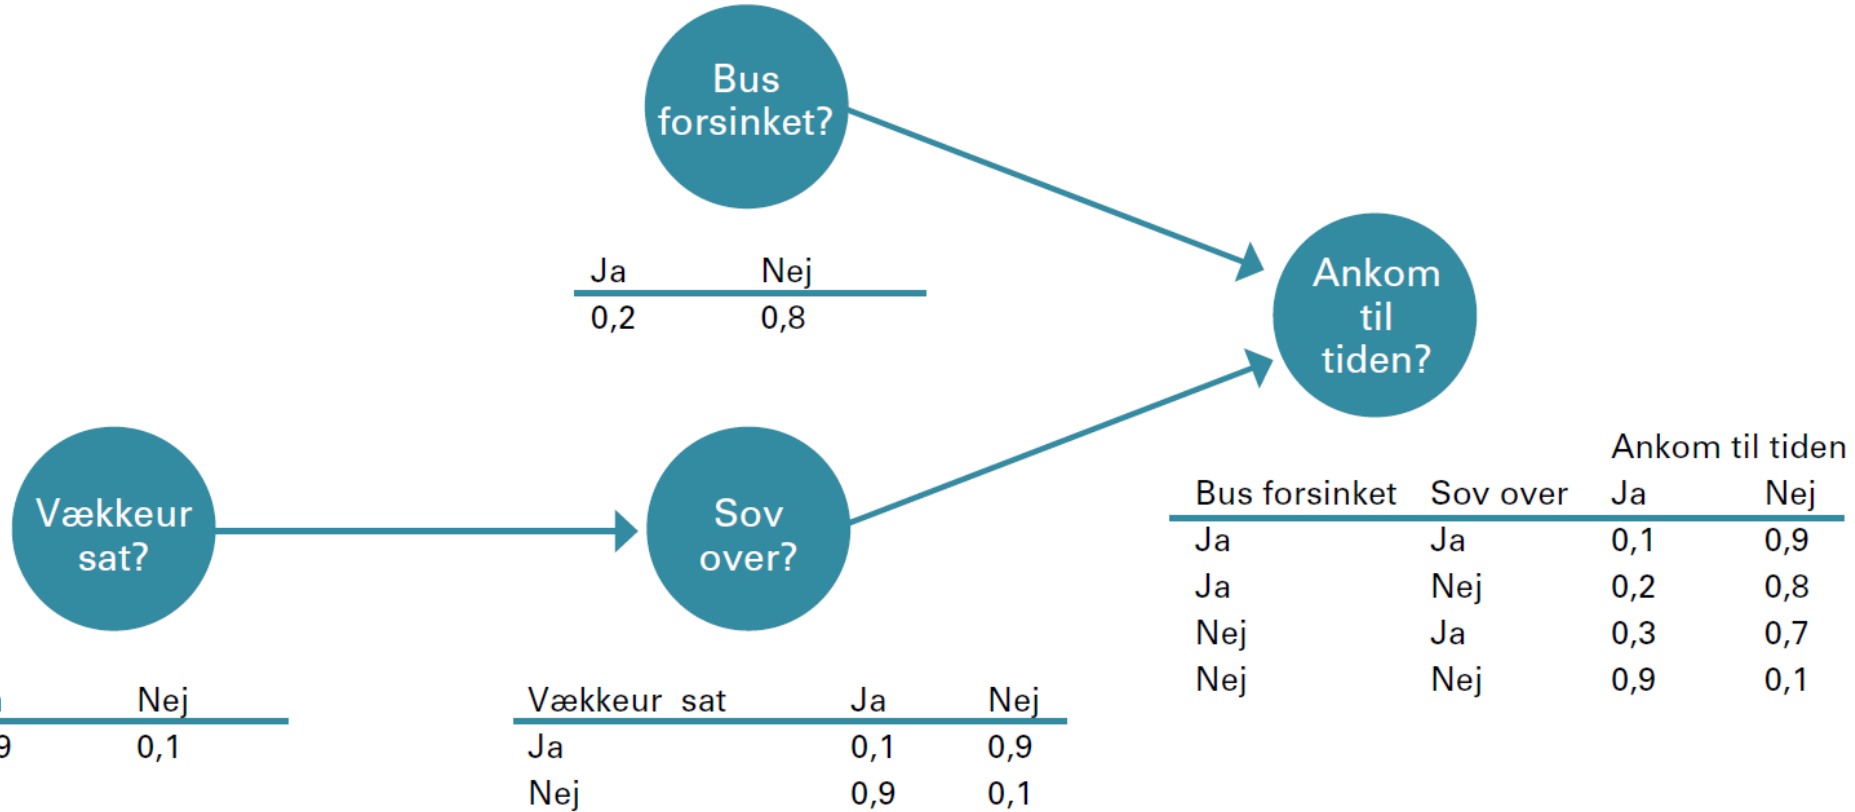 Bus
forsinket?
Ja Nej
0,2 0,8
Ankom
til
tiden?
Vækkeur
sat?
Sov
over?
Ankom til tiden
Bus forsinket Sov over Ja Nej
Ja Ja 0,1 0,9
Ja Nej 0,2 0,8
Nej Ja 0,3 0,7
Nej Nej 0,9 0,1
Nej
9 0,1
Vækkeur sat Ja Nej
Ja 0,1 0,9
Nej 0,9 0,1